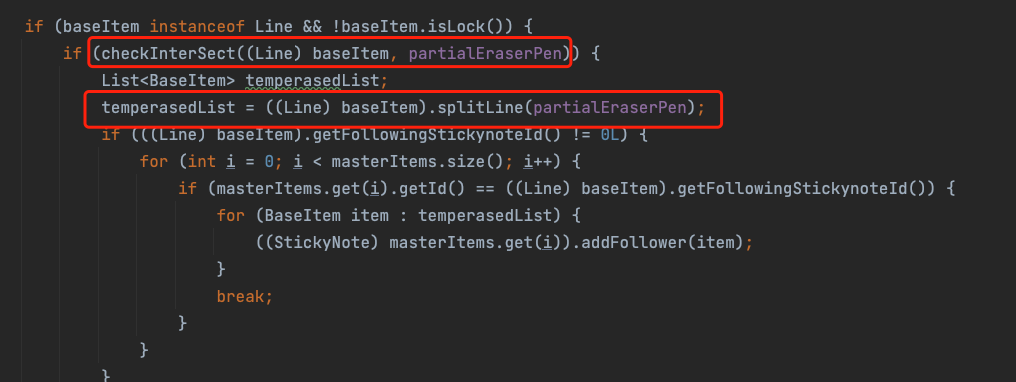 if (baseItem instanceof Line && !baseItem.isLock()) {
if (checkInterSect((Line) baseItem, partialEraserPen)) {
List<BaseItem> temperasedList;
temperasedList = ((Line) baseItem).splitLine(partialEraserPen);
if (((Line) baseItem).getFollowingStickynoteId() != 0L) {
for (int i = 0; i < masterItems.size(); i++) {
if (masterItems.get(i).getId() == ((Line) baseItem).getFollowingStickynoteId()) {
for (BaseItem item : temperasedList) {
((StickyNote) masterItems.get(i)).addFollower(item);
}
break;
}
}
}